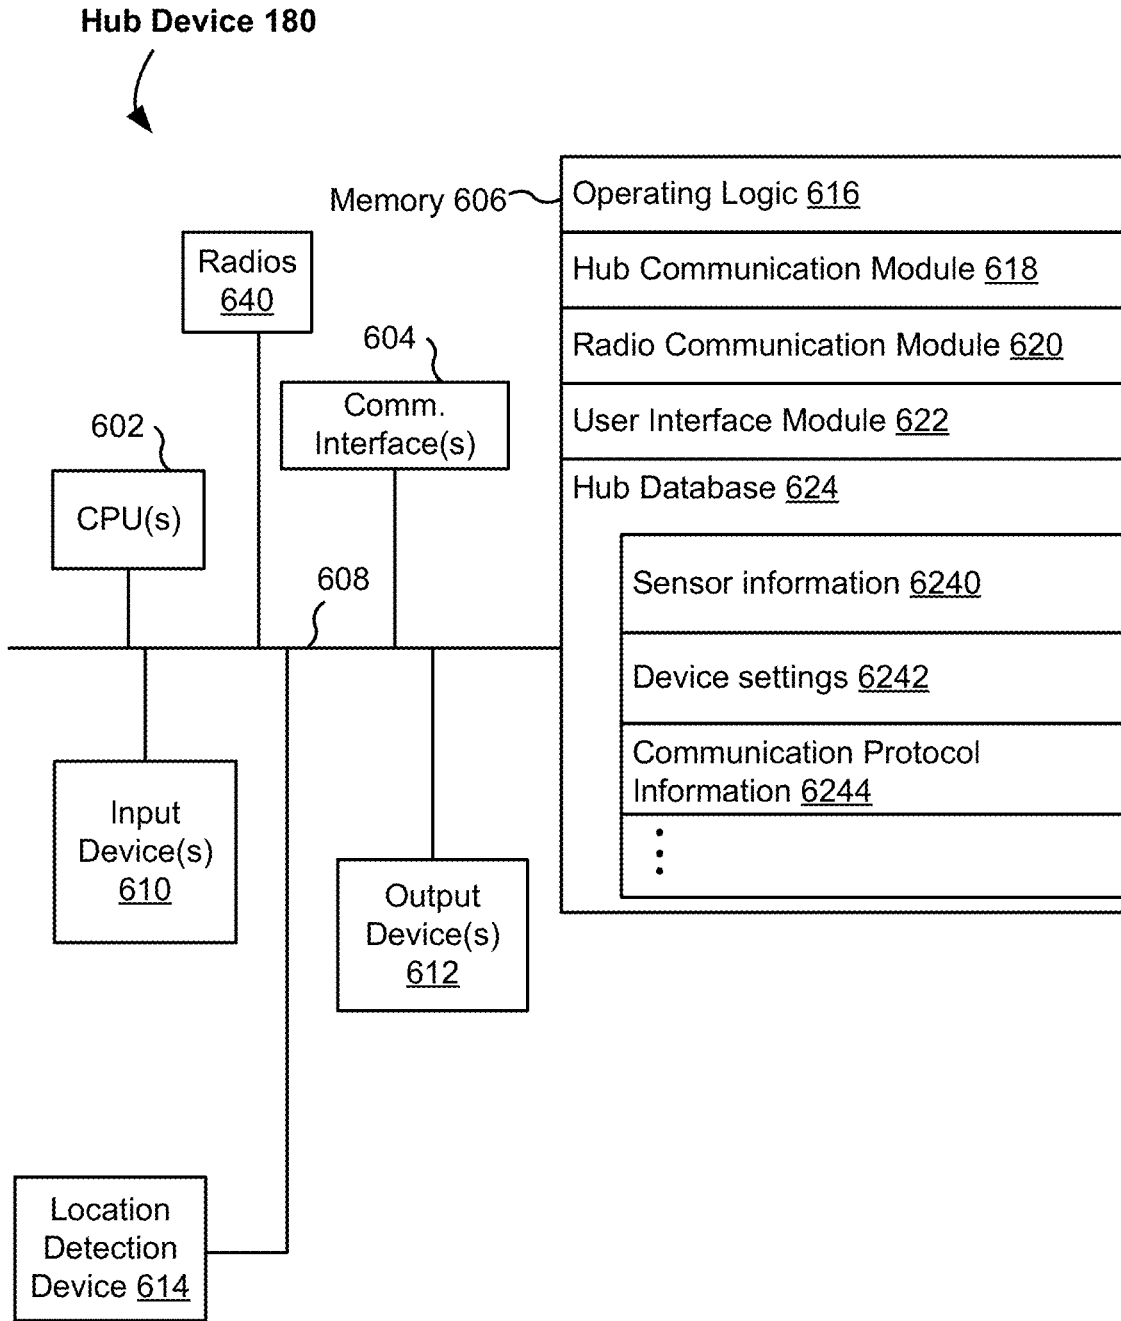 Hub Device 180
Memory 606
Operating Logic 616
Hub Communication Module 618
Radio Communication Module 620
User Interface Module 622
Hub Database 624
Sensor information 6240
Device settings 6242
Communication Protocol
Information 6244
Radios
640
604
Comm.
Interface(s)
602
CPU(s)
608
Input
Device(s)
610
Output
Device(s)
612
Location
Detection
Device 614